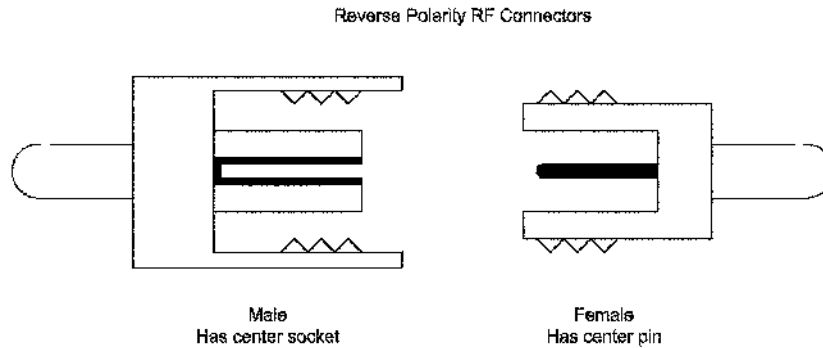 Reverse Polarity RF Connectors
Male
Has center socket
Female
Has center pin